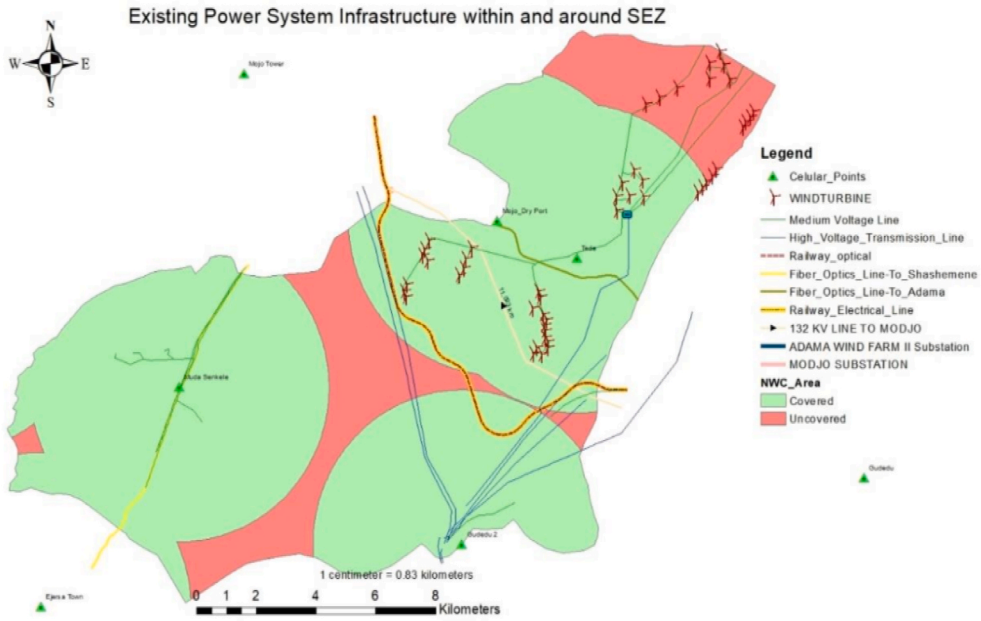 Existing Power System Infrastructure within and around SEZ
N
W
E
S
Mojo Tower
Mojo_Dry Port
Tede
Muda Senkele
Gudedu
Gudedu 2
Ejersa Town
Legend
Celular_Points
WINDTURBINE
Medium Voltage Line
High_Voltage_Transmission_Line
Railway_optical
Fiber_Optics_Line-To_Shashemene
Fiber_Optics_Line-To_Adama
Railway_Electrical_Line
132 KV LINE TO MODJO
ADAMA WIND FARM II Substation
MODJO SUBSTATION
NWC_Area
Covered
Uncovered
1 centimeter = 0.83 kilometers
0 1 2 4 6 8
Kilometers